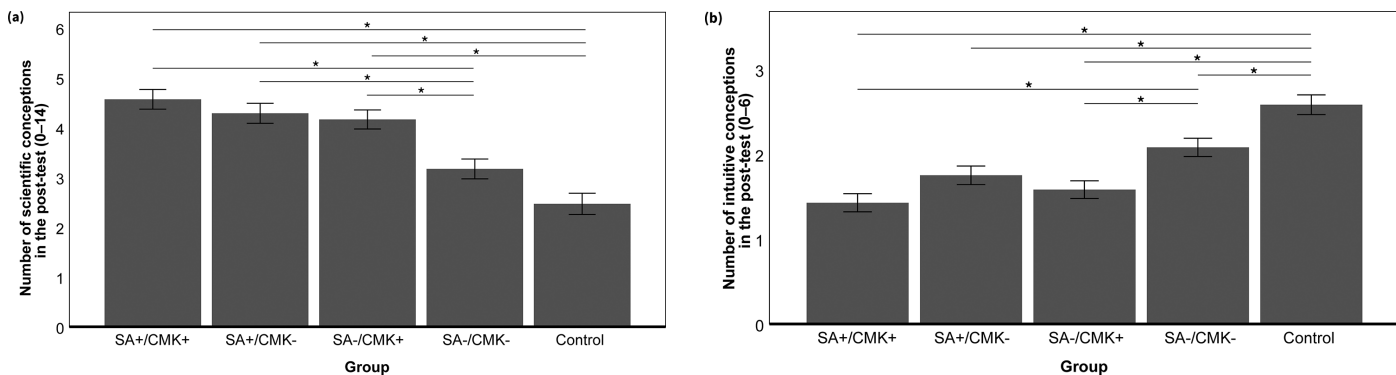 (a)
Number of scientific conceptions
in the post-test (0–14)
6
5
4
3
2
1
0
*
*
*
*
*
*
SA+/CMK+ SA+/CMK- SA-/CMK+ SA-/CMK- Control
Group
(b)
Number of intuitive conceptions
in the post-test (0–6)
3
2
1
0
*
*
*
*
*
*
SA+/CMK+ SA+/CMK- SA-/CMK+ SA-/CMK- Control
Group